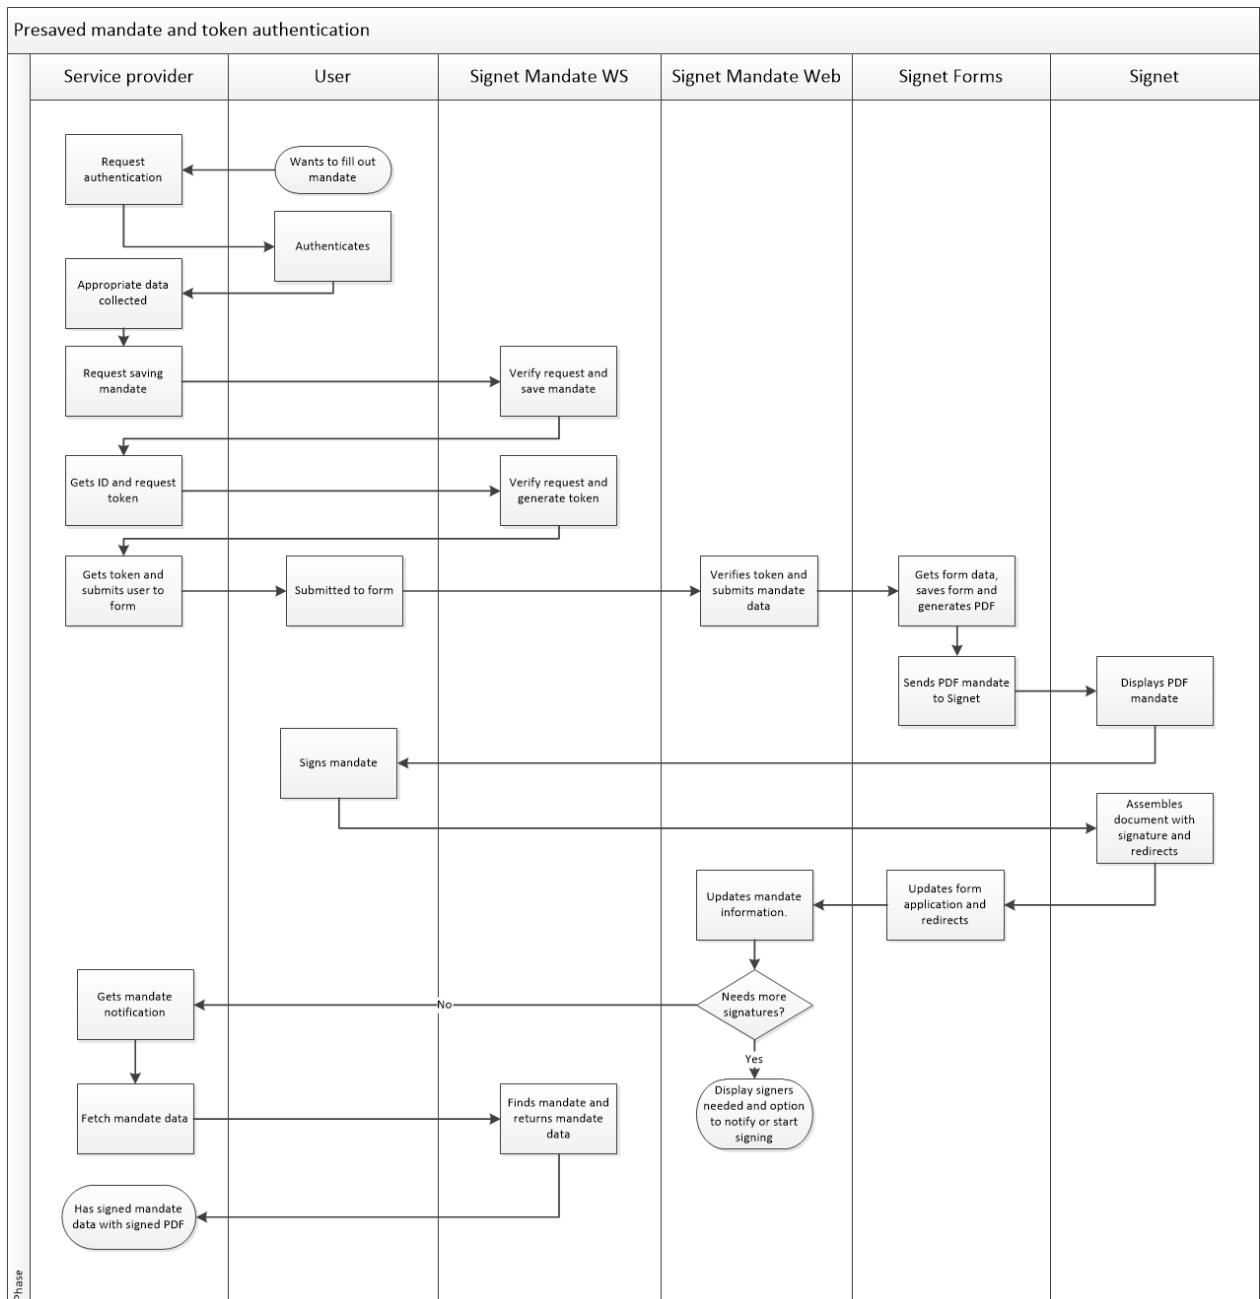 Presaved mandate and token authentication
Service provider
User
Signet Mandate WS
Signet Mandate Web
Signet Forms
Signet
Request
authentication
Wants to fill out
mandate
Authenticates
Appropriate data
collected
Request saving
mandate
Verify request and
save mandate
Gets ID and request
token
Verify request and
generate token
Gets token and
submits user to
form
Submitted to form
Verifies token and
submits mandate
data
Gets form data,
saves form and
generates PDF
Sends PDF mandate
to Signet
Displays PDF
mandate
Signs mandate
Assembles
document with
signature and
redirects
Updates mandate
information.
Updates form
application and
redirects
Gets mandate
notification
No
Needs more
signatures?
Yes
Fetch mandate data
Finds mandate and
returns mandate
data
Display signers
needed and option
to notify or start
signing
Has signed mandate
data with signed PDF
Phase